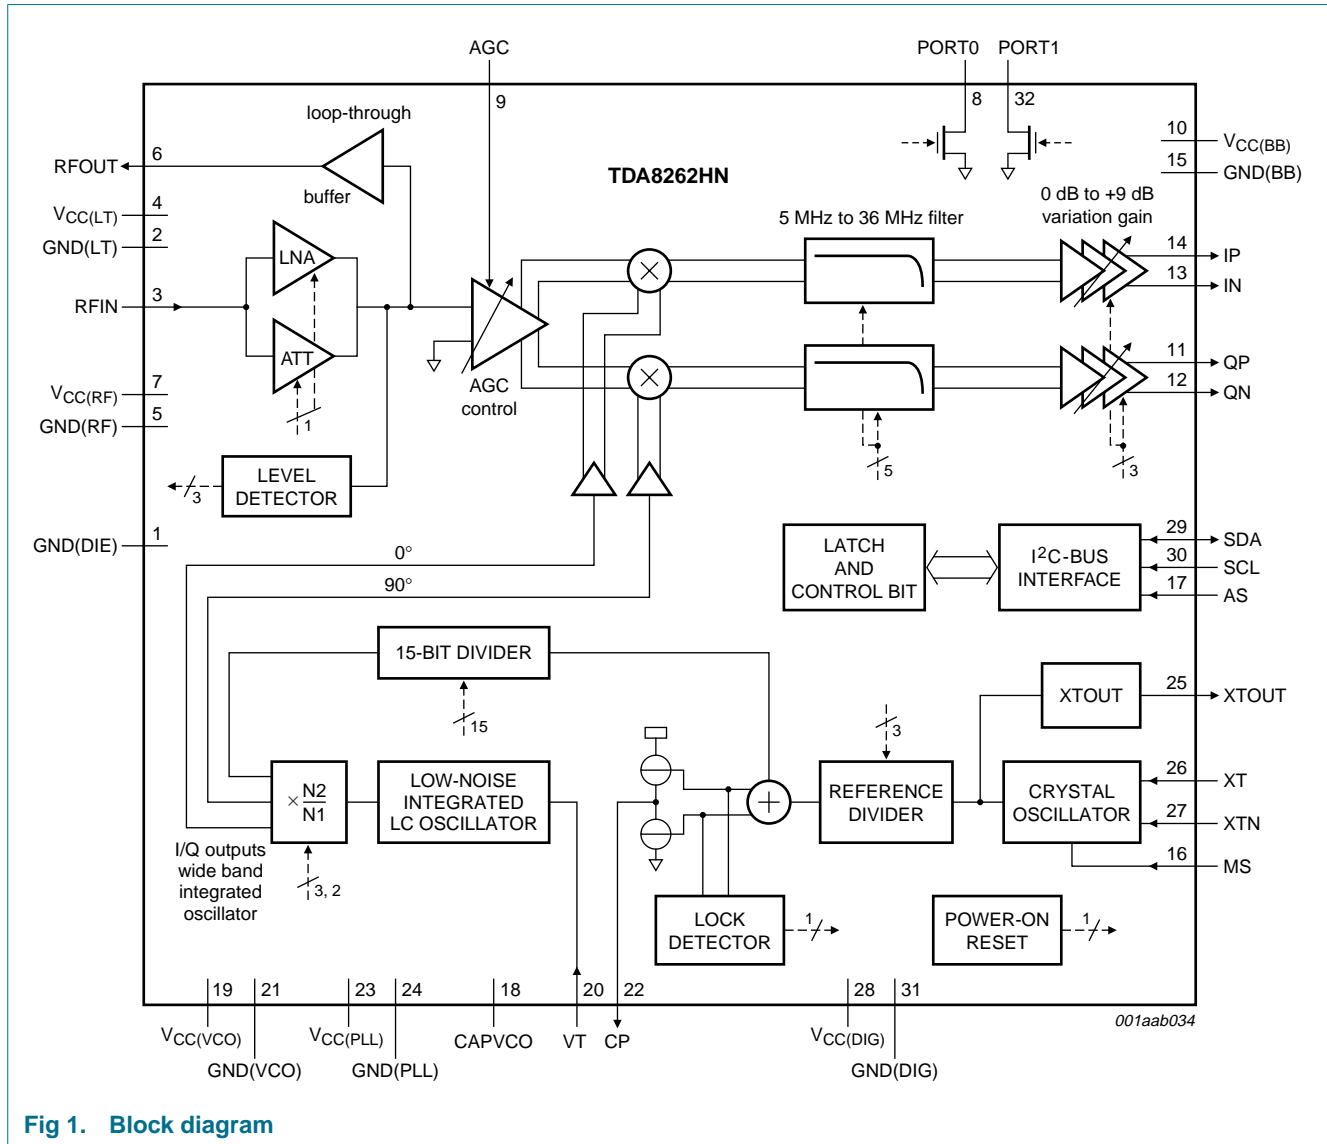 AGC
PORT0
PORT1
9
8
32
loop-through
buffer
6
RFOUT
TDA8262HN
10
VCC(BB)
15
GND(BB)
4
VCC(LT)
2
GND(LT)
LNA
5 MHz to 36 MHz filter
0 dB to +9 dB
variation gain
14
IP
13
IN
3
RFIN
ATT
1
AGC
control
11
QP
12
QN
7
VCC(RF)
5
GND(RF)
5
3
LEVEL
DETECTOR
3
1
GND(DIE)
0°
90°
LATCH
AND
CONTROL BIT
I²C-BUS
INTERFACE
29
SDA
30
SCL
17
AS
15-BIT DIVIDER
15
XTOUT
25
XTOUT
3
× N2
N1
LOW-NOISE
INTEGRATED
LC OSCILLATOR
+
REFERENCE
DIVIDER
CRYSTAL
OSCILLATOR
26
XT
27
XTN
16
MS
I/Q outputs
wide band
integrated
oscillator
3, 2
LOCK
DETECTOR
1
POWER-ON
RESET
1
19
21
23
24
18
20
22
28
31
001aab034
VCC(VCO)
GND(VCO)
VCC(PLL)
GND(PLL)
CAPVCO
VT
CP
VCC(DIG)
GND(DIG)
Fig 1. Block diagram